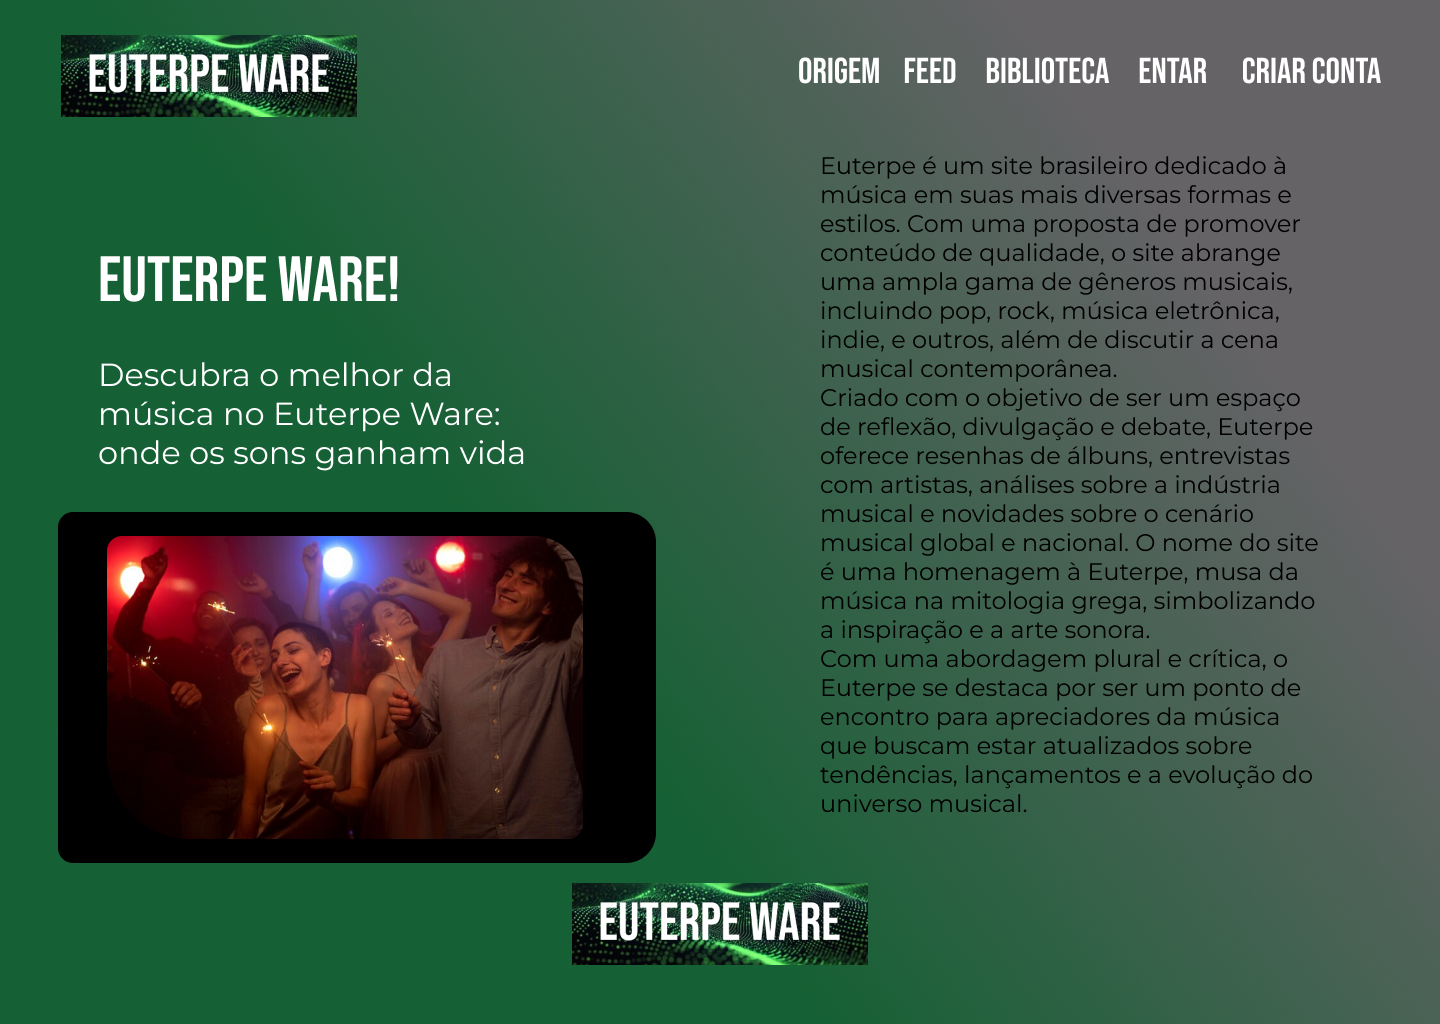 EUTERPE WARE
ORIGEM FEED BIBLIOTECA ENTAR CRIAR CONTA
EUTERPE WARE!
Descubra o melhor da
música no Euterpe Ware:
onde os sons ganham vida
Euterpe é um site brasileiro dedicado à
música em suas mais diversas formas e
estilos. Com uma proposta de promover
conteúdo de qualidade, o site abrange
uma ampla gama de gêneros musicais,
incluindo pop, rock, música eletrônica,
indie, e outros, além de discutir a cena
musical contemporânea.
Criado com o objetivo de ser um espaço
de reflexão, divulgação e debate, Euterpe
oferece resenhas de álbuns, entrevistas
com artistas, análises sobre a indústria
musical e novidades sobre o cenário
musical global e nacional. O nome do site
é uma homenagem à Euterpe, musa da
música na mitologia grega, simbolizando
a inspiração e a arte sonora.
Com uma abordagem plural e crítica, o
Euterpe se destaca por ser um ponto de
encontro para apreciadores da música
que buscam estar atualizados sobre
tendências, lançamentos e a evolução do
universo musical.
EUTERPE WARE